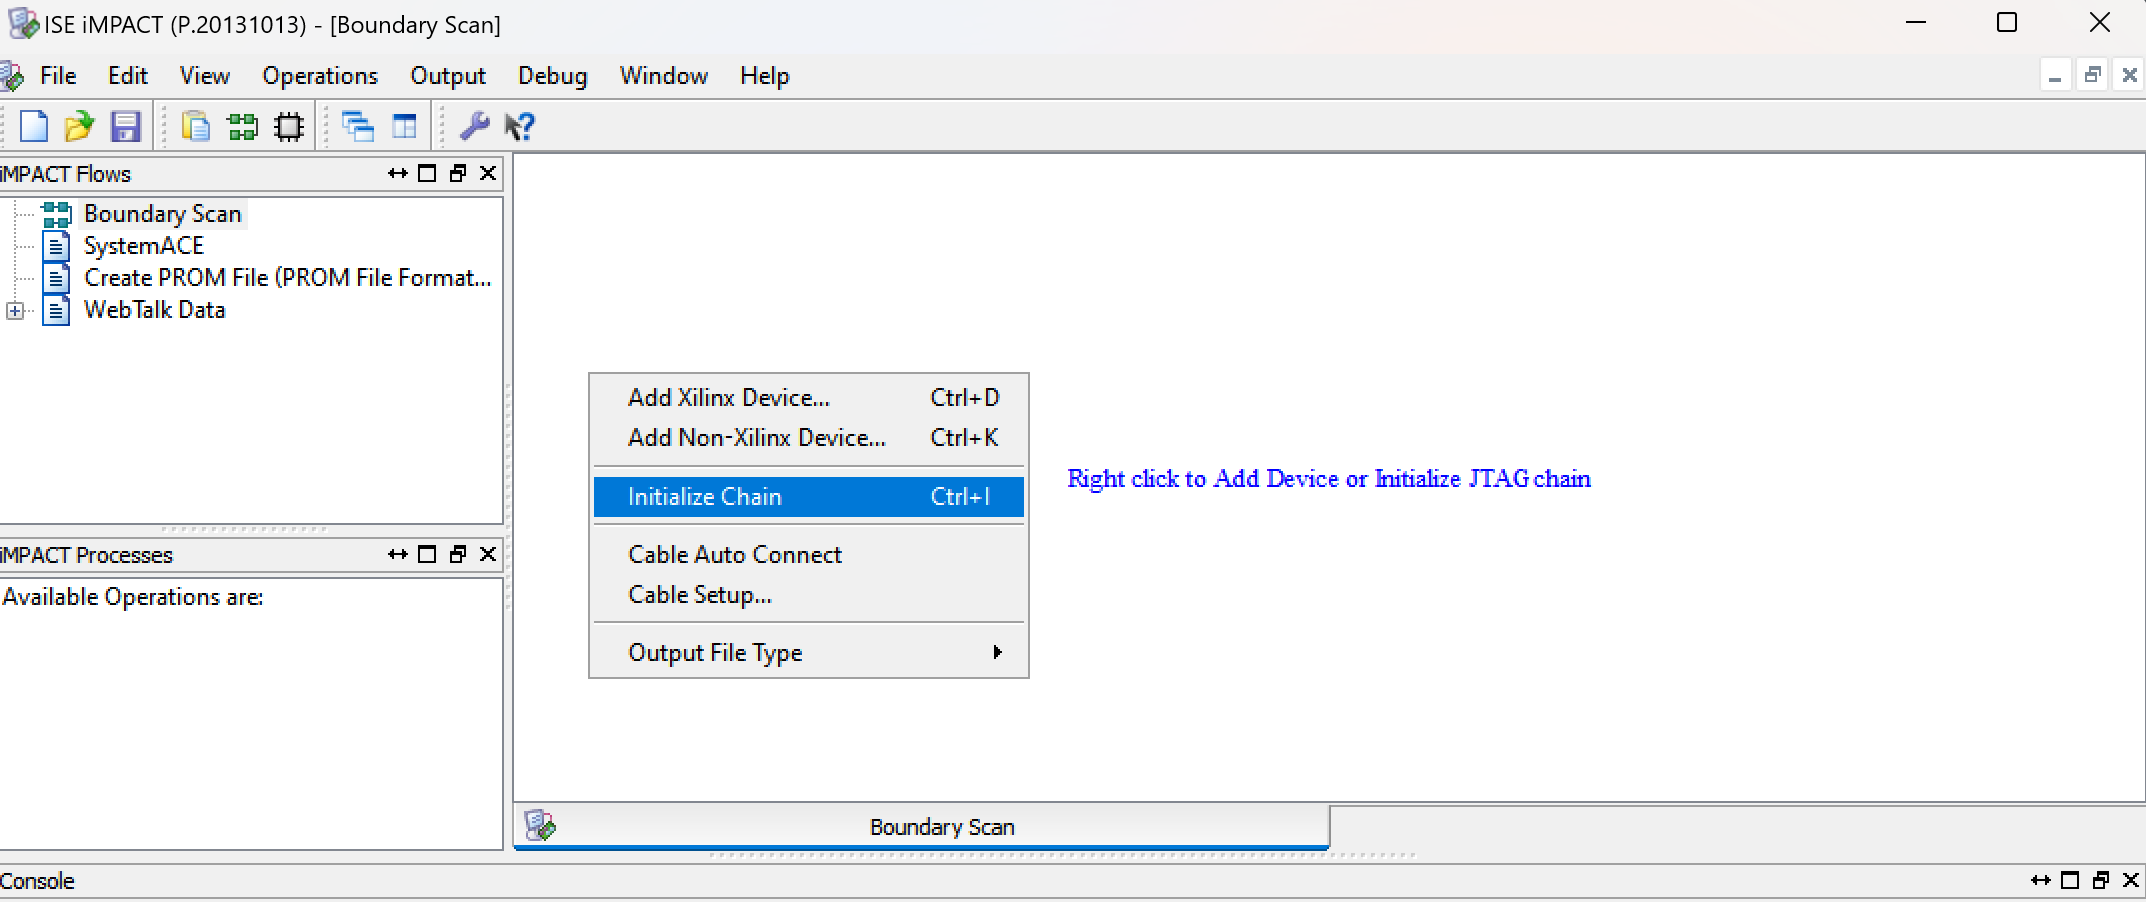 ISE iMPACT (P.20131013) - [Boundary Scan]
File Edit View Operations Output Debug Window Help
iMPACT Flows
Boundary Scan
SystemACE
Create PROM File (PROM File Format...
WebTalk Data
iMPACT Processes
Available Operations are:
Add Xilinx Device... Ctrl+D
Add Non-Xilinx Device... Ctrl+K
Initialize Chain Ctrl+I
Cable Auto Connect
Cable Setup...
Output File Type
Right click to Add Device or Initialize JTAG chain
Boundary Scan
Console